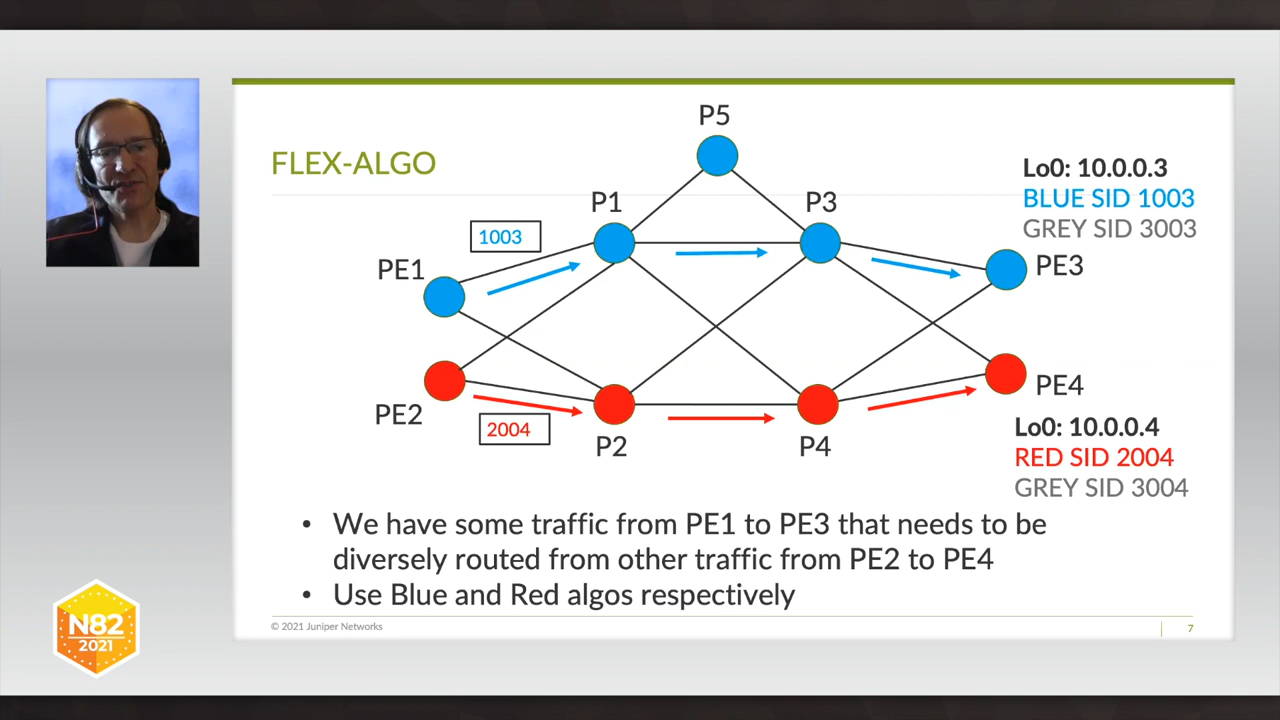 FLEX-ALGO
P5
P1
P3
1003
PE1
Lo0: 10.0.0.3
BLUE SID 1003
GREY SID 3003
PE3
PE2
2004
P2
P4
PE4
Lo0: 10.0.0.4
RED SID 2004
GREY SID 3004
• We have some traffic from PE1 to PE3 that needs to be
diversely routed from other traffic from PE2 to PE4
• Use Blue and Red algos respectively
© 2021 Juniper Networks
7
N82
2021